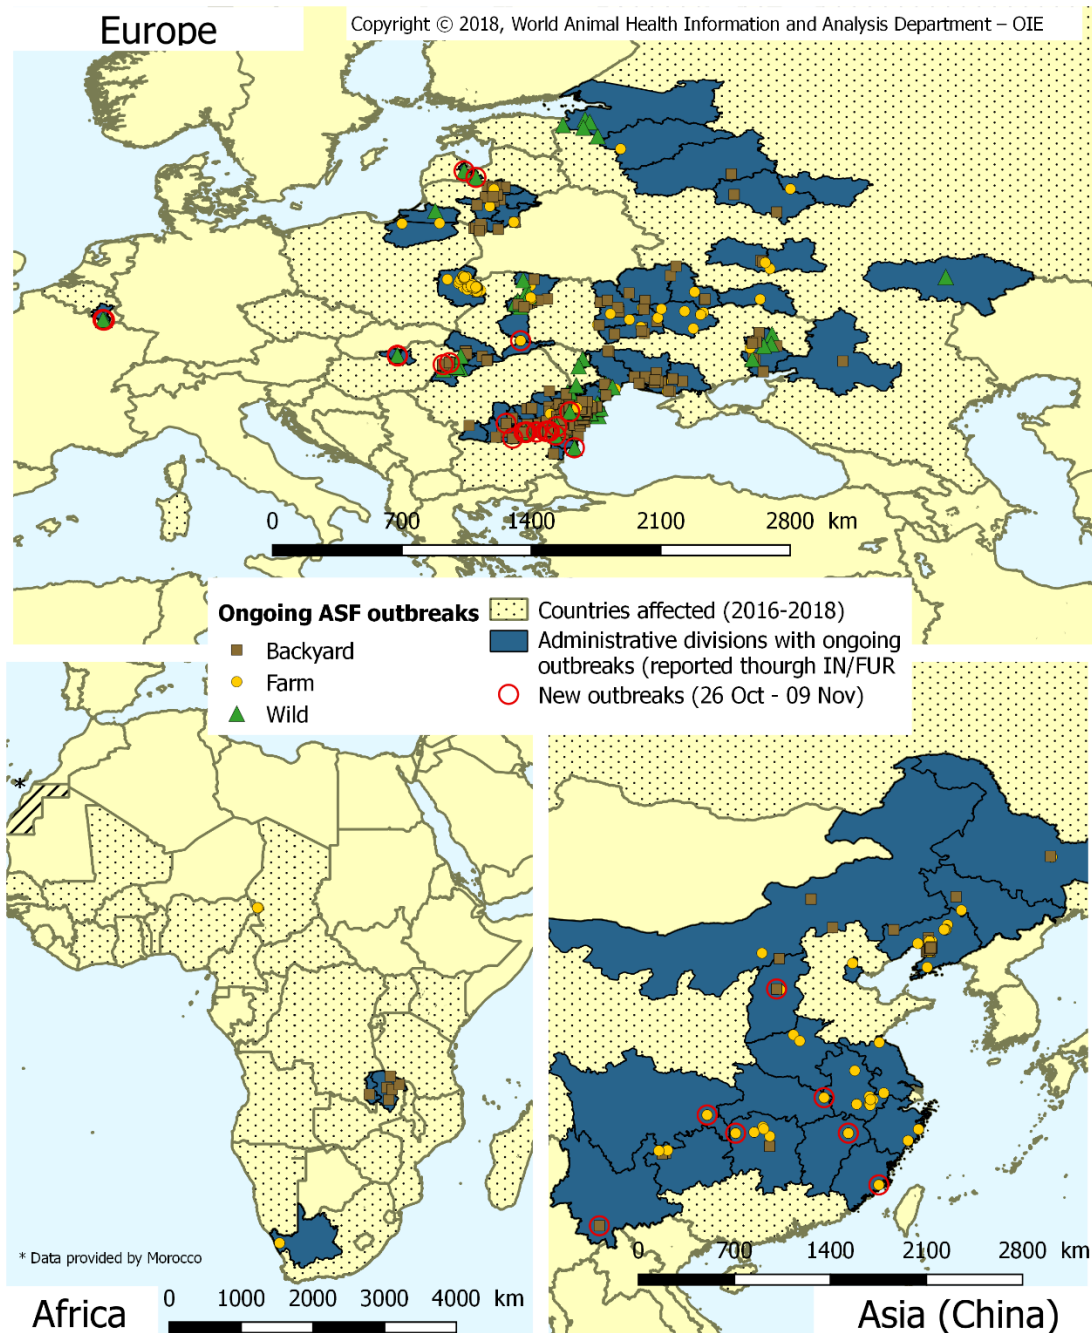 Europe
Copyright © 2018, World Animal Health Information and Analysis Department – OIE
0 700 1400 2100 2800 km
Ongoing ASF outbreaks
Backyard
Farm
Wild
Countries affected (2016-2018)
Administrative divisions with ongoing
outbreaks (reported thourgh IN/FUR
New outbreaks (26 Oct - 09 Nov)
*
* Data provided by Morocco
Africa
0 1000 2000 3000 4000 km
0 700 1400 2100 2800 km
Asia (China)